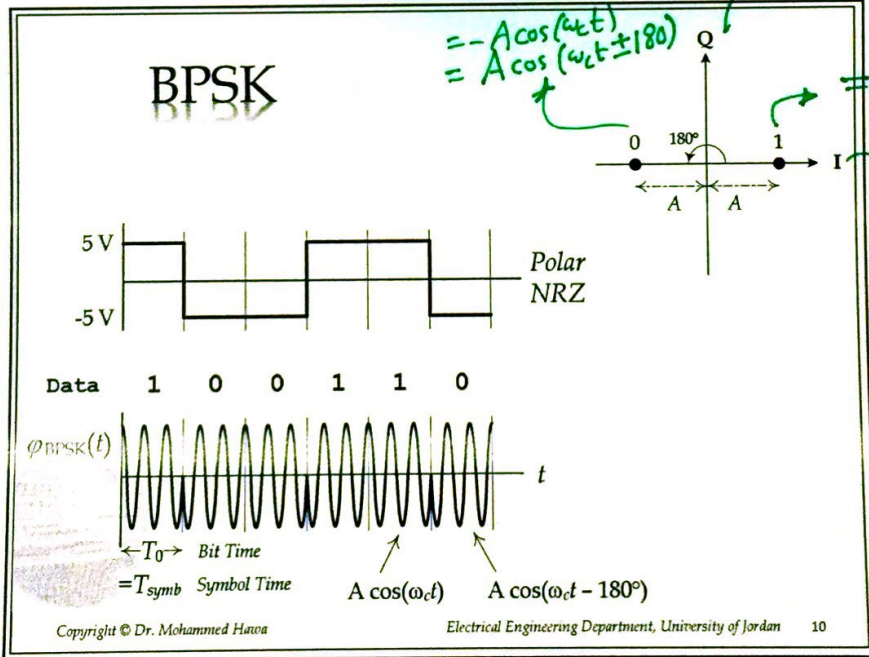 = - A cos(ωct)
= A cos(ωct ± 180)
BPSK
Q
=
0 180° 1
I
A A
5 V
-5 V
Polar
NRZ
Data 1 0 0 1 1 0
φBPSK(t)
t
T0 Bit Time
=Tsymb Symbol Time
A cos(ωct) A cos(ωct – 180°)
Copyright © Dr. Mohammed Hawa Electrical Engineering Department, University of Jordan 10